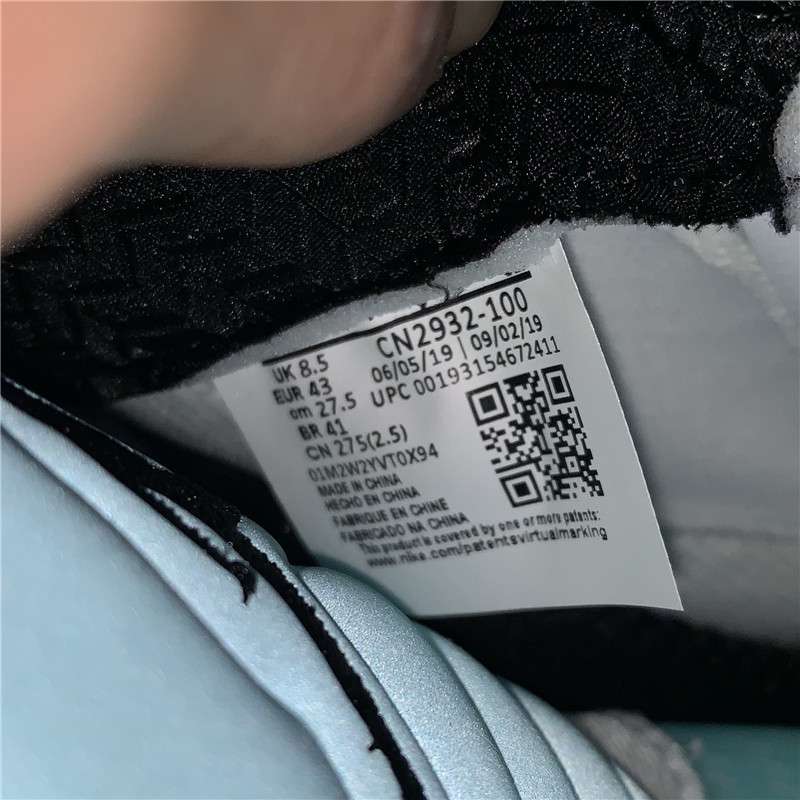 UK 8.5
EUR 43
cm 27.5
BR 41
CN 275(2.5)
CN2932-100
06/05/19 | 09/02/19
UPC 00193154672411
01M2W2YVT0X94
MADE IN CHINA
HECHO EN CHINA
FABRIQUE EN CHINE
FABRICADO NA CHINA
This product is covered by one or more patents:
www.nike.com/patentsvirtualmarking